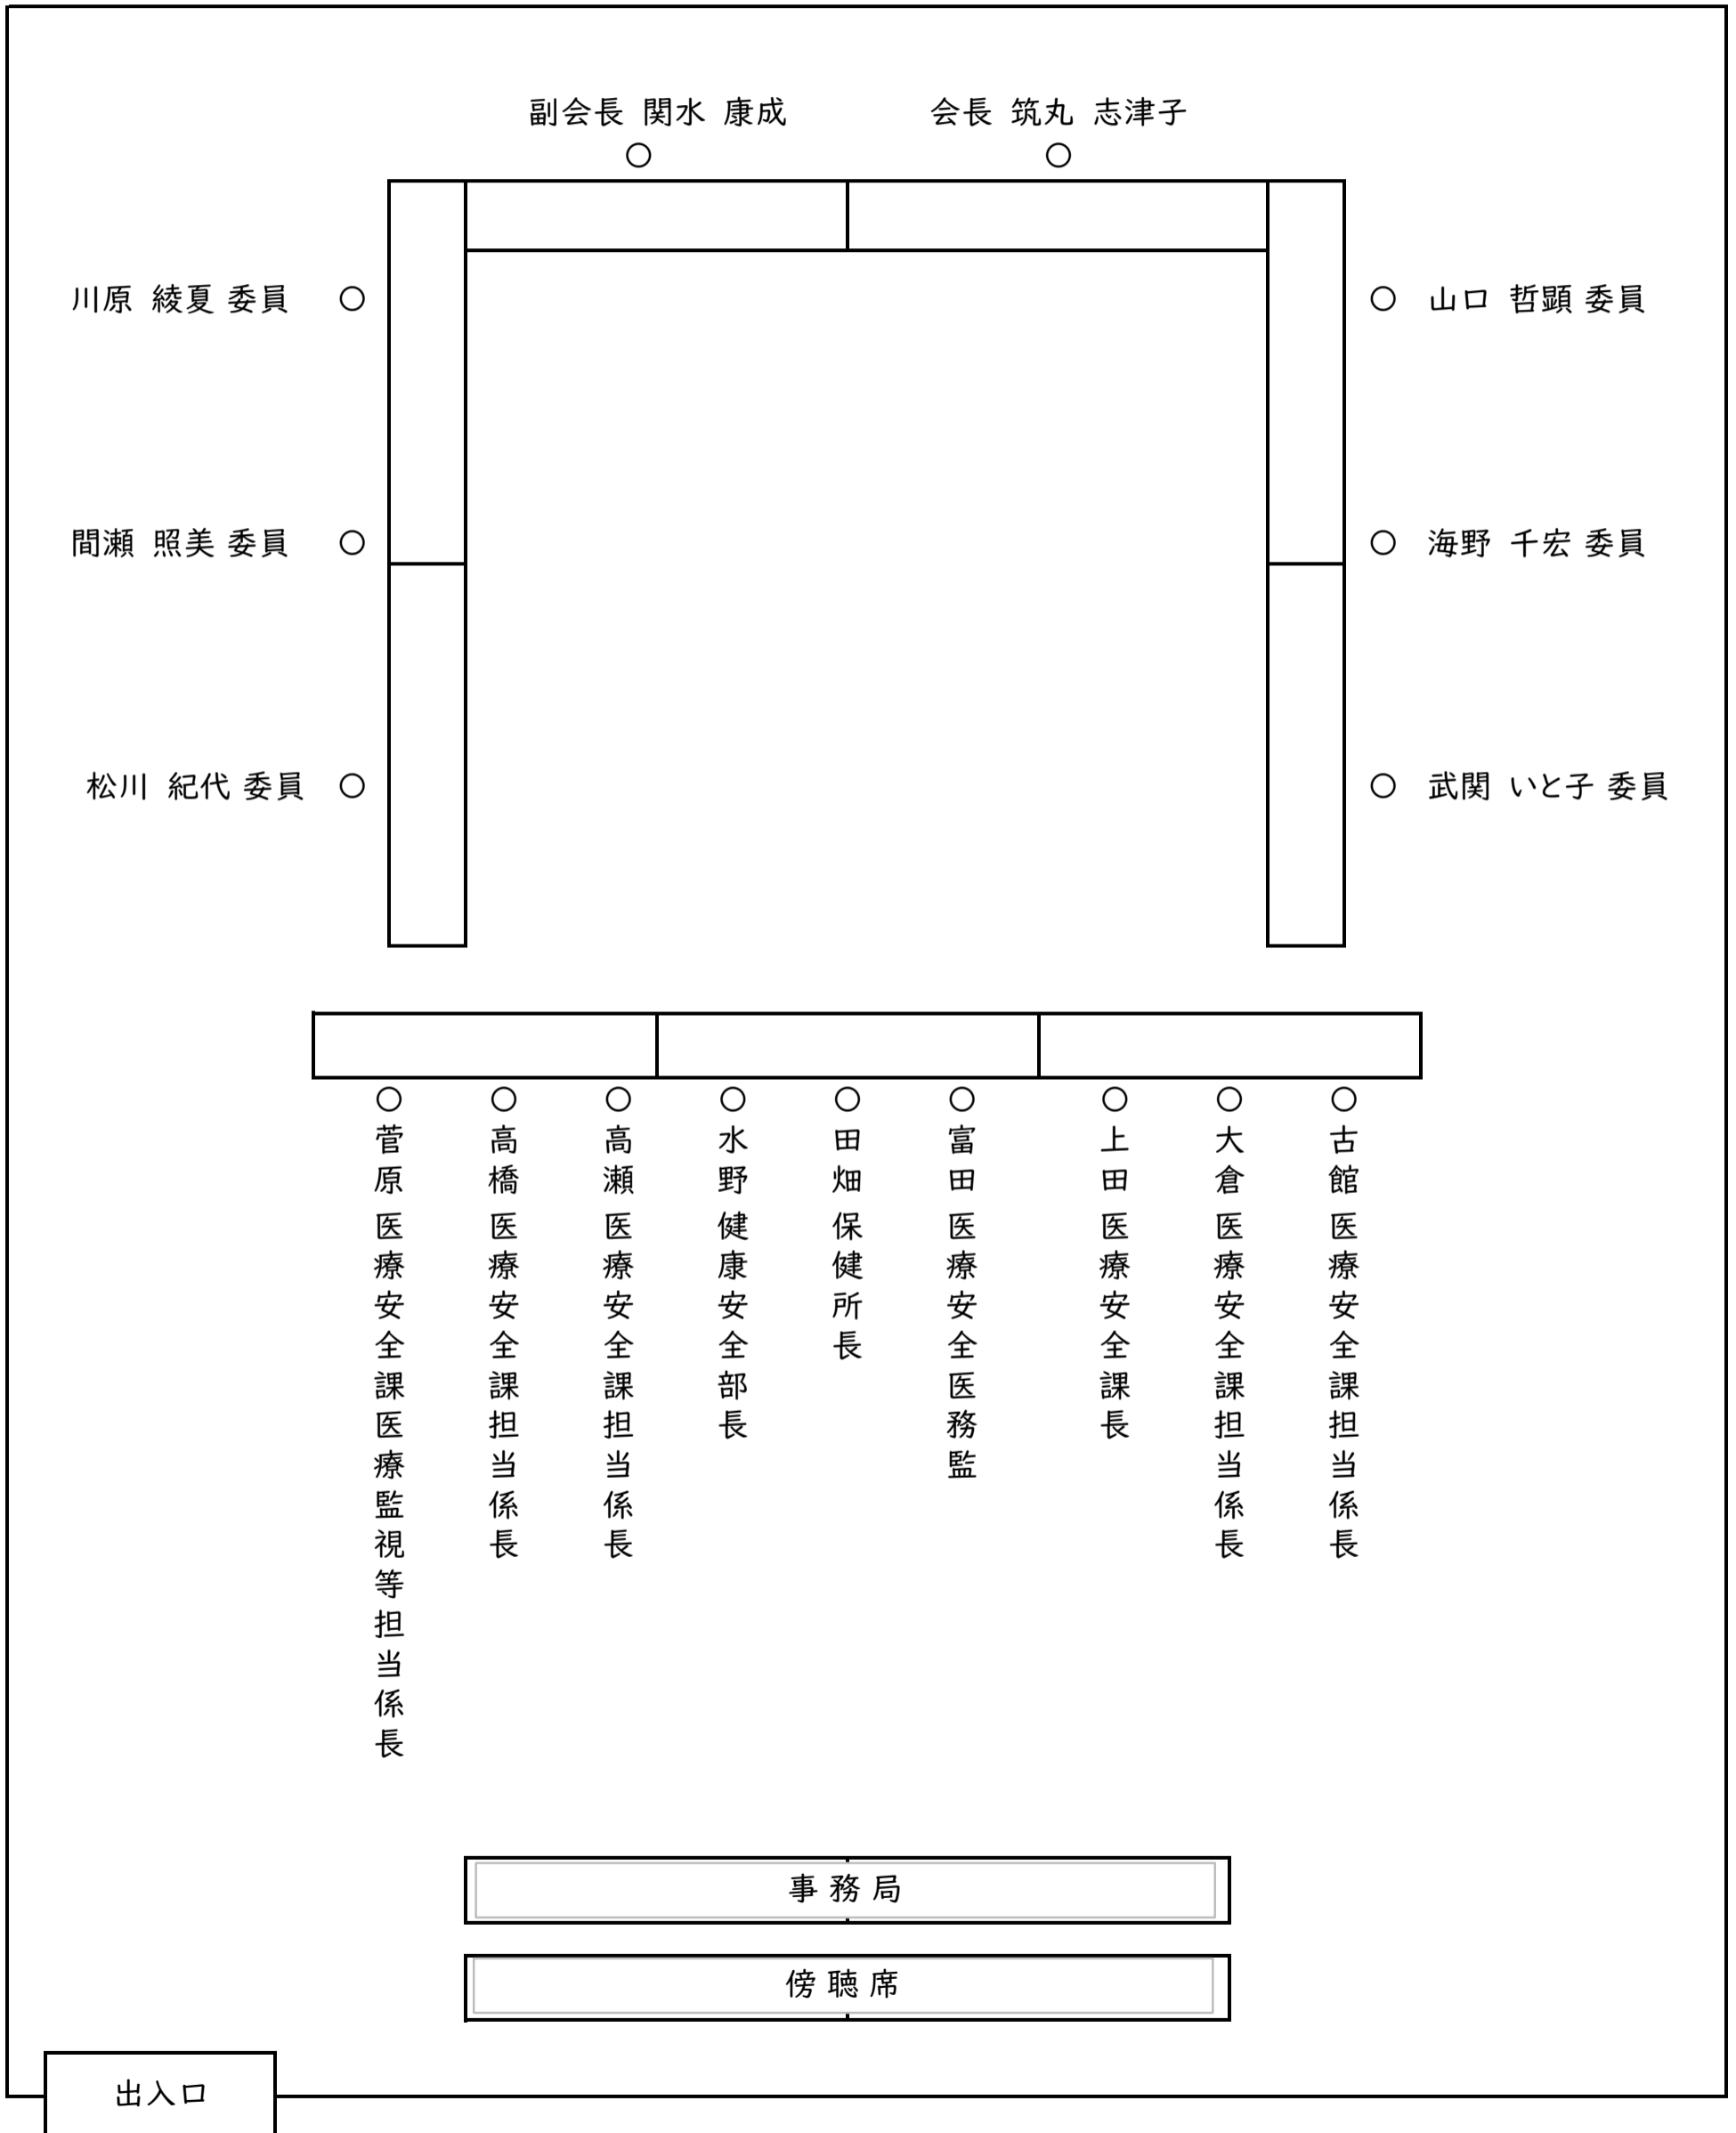 副会長 関水 康成
会長 筑丸 志津子
川原 綾夏 委員
山口 哲顕 委員
間瀬 照美 委員
海野 千宏 委員
松川 紀代 委員
武関 いと子 委員
菅原 医療安全課医療監視等担当係長
高橋 医療安全課担当係長
高瀬 医療安全課担当係長
水野 健康安全部長
田畑 保健所長
富田 医療安全医務監
上田 医療安全課長
大倉 医療安全課担当係長
古館 医療安全課担当係長
事務局
傍聴席
出入口